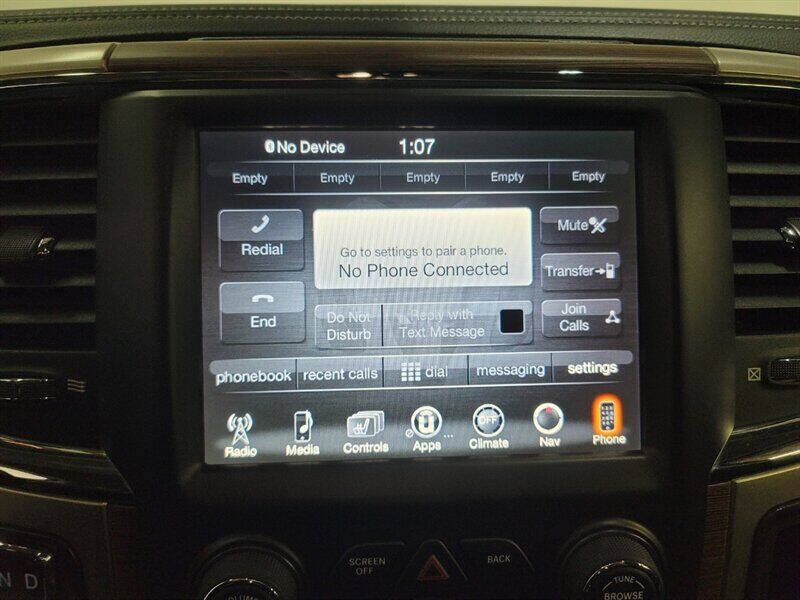 No Device 1:07
Empty Empty Empty Empty Empty
Redial
Go to settings to pair a phone.
No Phone Connected
Mute
Transfer
End
Do Not
Disturb
Reply with
Text Message
Join
Calls
phonebook recent calls dial messaging settings
Radio Media Controls OFF Apps ... Climate Nav Phone
N D
SCREEN
OFF
BACK
VOLUME
TUNE
BROWSE